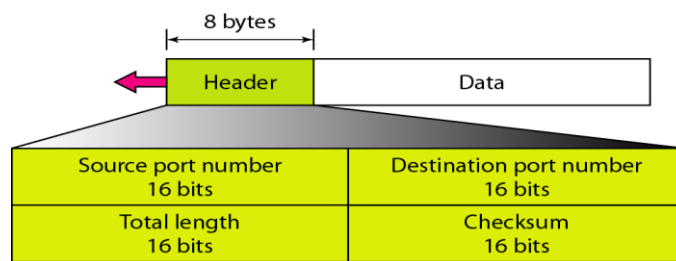 8 bytes
Header
Data
Source port number
16 bits
Destination port number
16 bits
Total length
16 bits
Checksum
16 bits